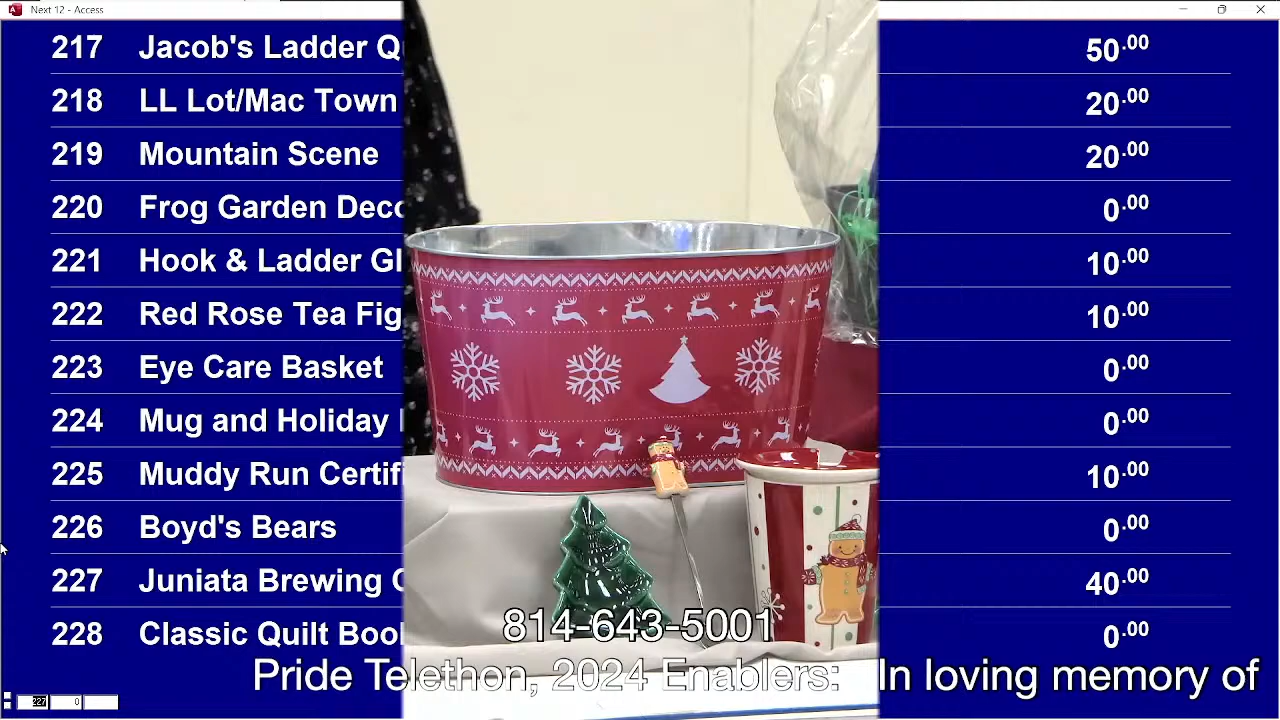 Next 12 - Access
217 Jacob's Ladder Q 50.00
218 LL Lot/Mac Town 20.00
219 Mountain Scene 20.00
220 Frog Garden Deco 0.00
221 Hook & Ladder Gl 10.00
222 Red Rose Tea Fig 10.00
223 Eye Care Basket 0.00
224 Mug and Holiday 0.00
225 Muddy Run Certif 10.00
226 Boyd's Bears 0.00
227 Juniata Brewing C 40.00
228 Classic Quilt Boo 0.00
814-643-5001
Pride Telethon, 2024 Enablers: In loving memory of
227 0